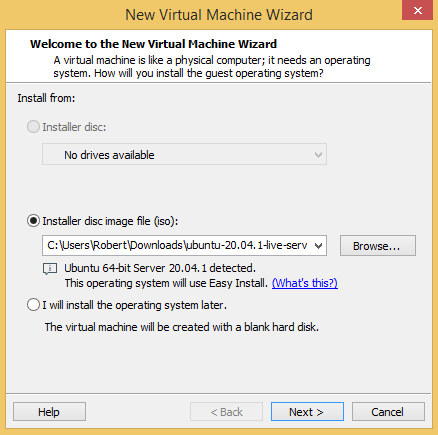 New Virtual Machine Wizard
Welcome to the New Virtual Machine Wizard
A virtual machine is like a physical computer; it needs an operating
system. How will you install the guest operating system?
Install from:
Installer disc:
No drives available
Installer disc image file (iso):
C:\Users\Robert\Downloads\ubuntu-20.04.1-live-serv
Browse...
Ubuntu 64-bit Server 20.04.1 detected.
This operating system will use Easy Install. (What's this?)
I will install the operating system later.
The virtual machine will be created with a blank hard disk.
Help
< Back
Next >
Cancel